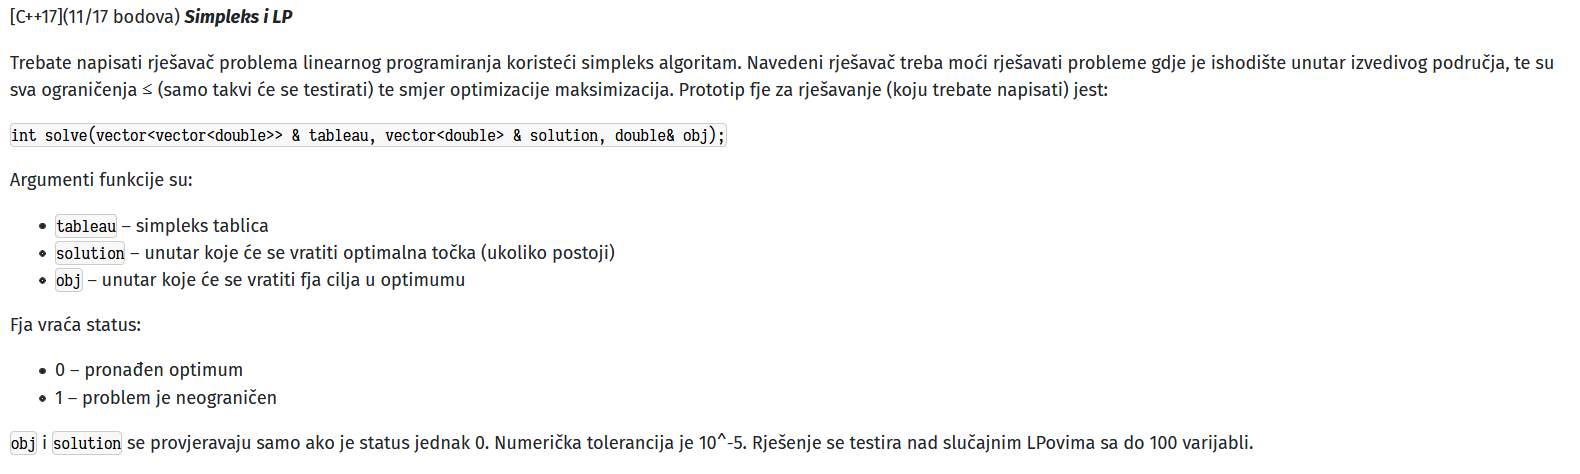 [C++17](11/17 bodova) Simpleks i LP
Trebate napisati rješavač problema linearnog programiranja koristeći simpleks algoritam. Navedeni rješavač treba moći rješavati probleme gdje je ishodište unutar izvedivog područja, te su
sva ograničenja ≤ (samo takvi će se testirati) te smjer optimizacije maksimizacija. Prototip fje za rješavanje (koju trebate napisati) jest:
int solve(vector<vector<double>> & tableau, vector<double> & solution, double& obj);
Argumenti funkcije su:
• tableau – simpleks tablica
• solution – unutar koje će se vratiti optimalna točka (ukoliko postoji)
• obj – unutar koje će se vratiti fja cilja u optimumu
Fja vraća status:
• 0 – pronađen optimum
• 1 – problem je neograničen
obj i solution se provjeravaju samo ako je status jednak 0. Numerička tolerancija je 10^-5. Rješenje se testira nad slučajnim LPovima sa do 100 varijabli.